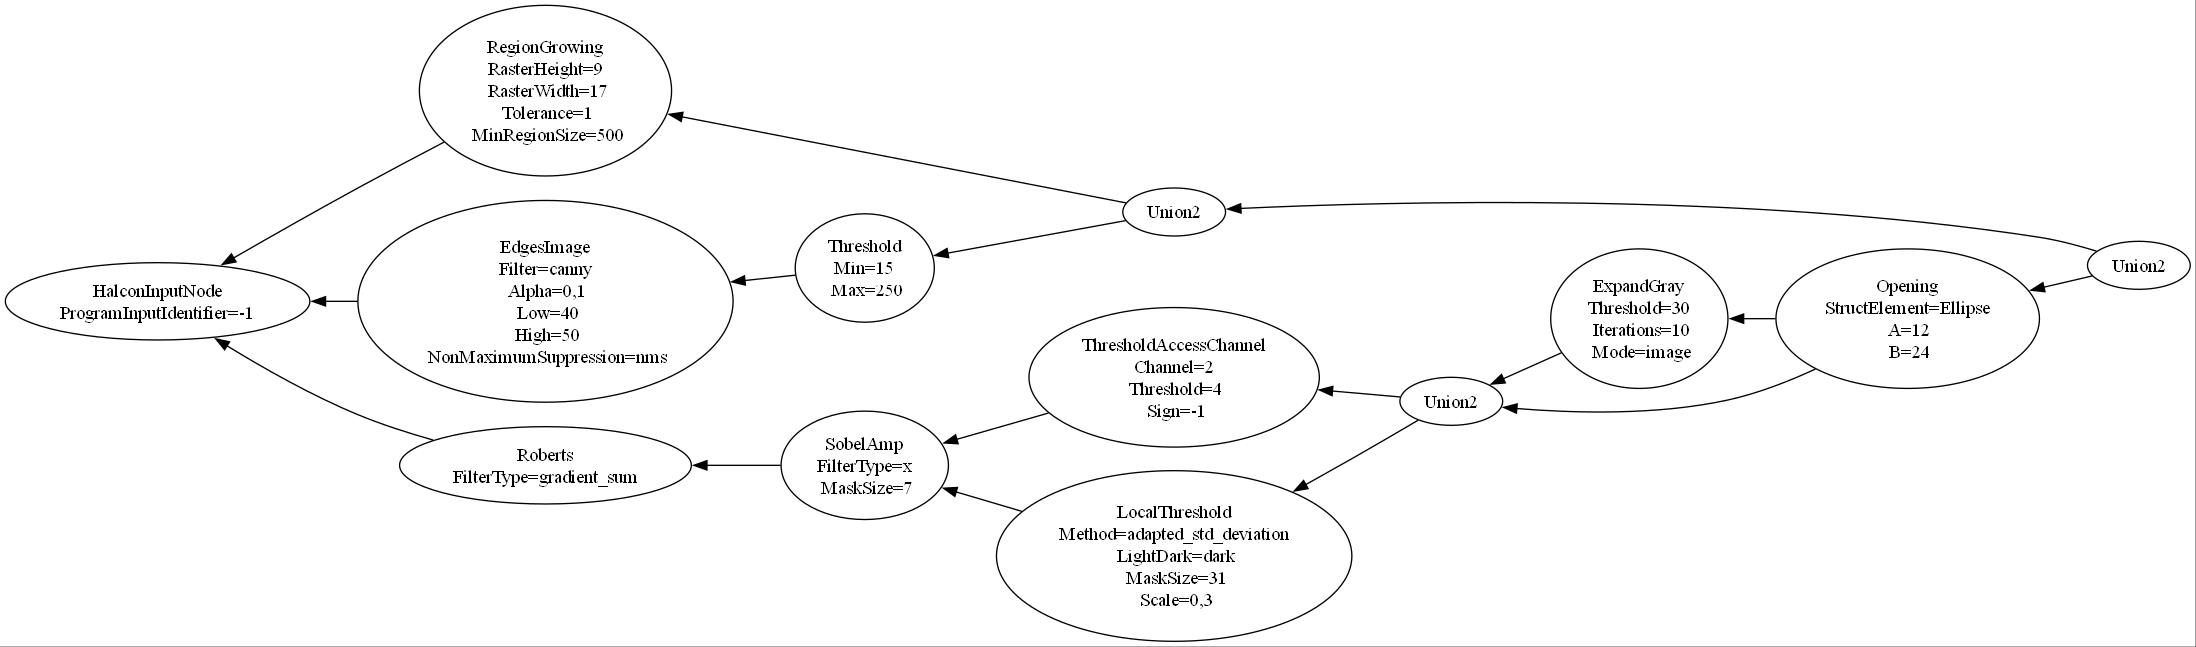 RegionGrowing
RasterHeight=9
RasterWidth=17
Tolerance=1
MinRegionSize=500
HalconInputNode
ProgramInputIdentifier=-1
EdgesImage
Filter=canny
Alpha=0,1
Low=40
High=50
NonMaximumSuppression=nms
Roberts
FilterType=gradient_sum
Threshold
Min=15
Max=250
SobelAmp
FilterType=x
MaskSize=7
Union2
ThresholdAccessChannel
Channel=2
Threshold=4
Sign=-1
LocalThreshold
Method=adapted_std_deviation
LightDark=dark
MaskSize=31
Scale=0,3
Union2
ExpandGray
Threshold=30
Iterations=10
Mode=image
Opening
StructElement=Ellipse
A=12
B=24
Union2